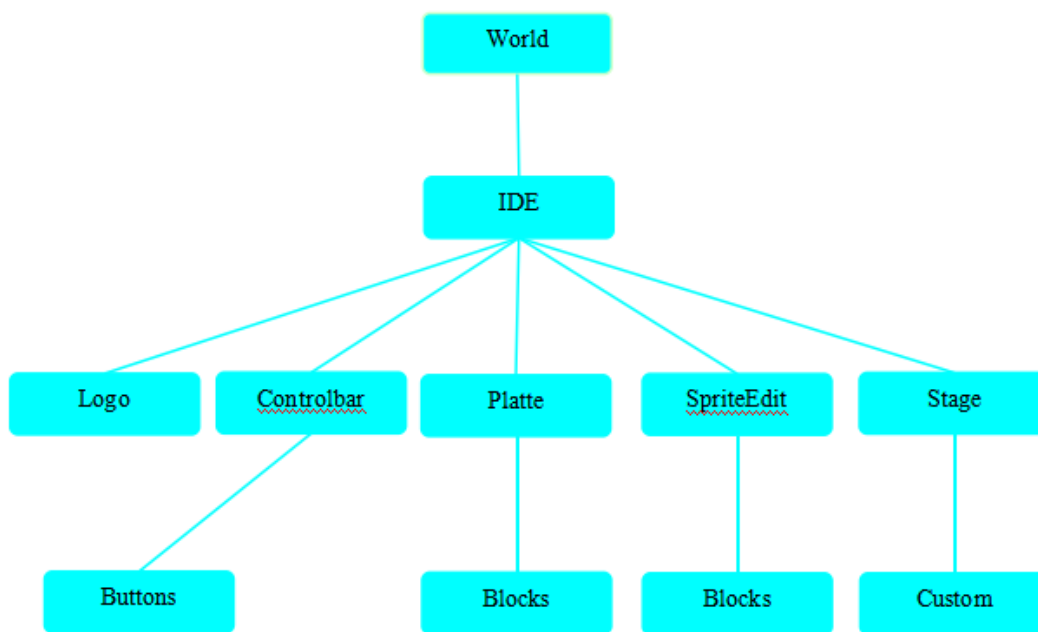 World
IDE
Logo
Controlbar
Platte
SpriteEdit
Stage
Buttons
Blocks
Blocks
Custom